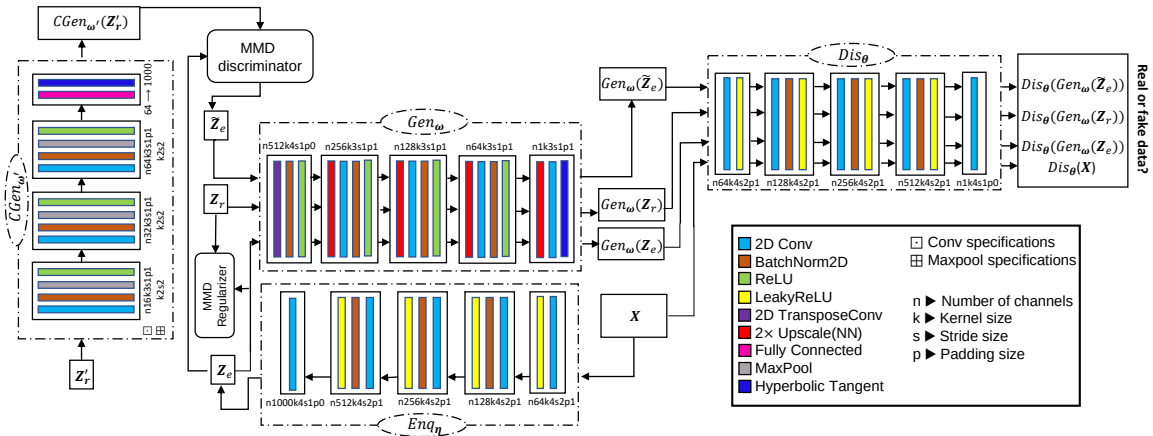 CGen_ω′(Z′_r)
MMD
discriminator
64 → 1000
n64k3s1p1
k2s2
CGen_ω′
n32k3s1p1
k2s2
n16k3s1p1
k2s2
Z′_r
Z̃_e
Z_r
MMD
Regularizer
Z_e
Gen_ω
n512k4s1p0
n256k3s1p1
n128k3s1p1
n64k3s1p1
n1k3s1p1
Gen_ω(Z̃_e)
Gen_ω(Z_r)
Gen_ω(Z_e)
X
n1000k4s1p0
n512k4s2p1
n256k4s2p1
n128k4s2p1
n64k4s2p1
Enq_η
Dis_θ
n64k4s2p1
n128k4s2p1
n256k4s2p1
n512k4s2p1
n1k4s1p0
Dis_θ(Gen_ω(Z̃_e))
Dis_θ(Gen_ω(Z_r))
Dis_θ(Gen_ω(Z_e))
Dis_θ(X)
Real or fake data?
2D Conv
BatchNorm2D
ReLU
LeakyReLU
2D TransposeConv
2× Upscale(NN)
Fully Connected
MaxPool
Hyperbolic Tangent
Conv specifications
Maxpool specifications
n ▶ Number of channels
k ▶ Kernel size
s ▶ Stride size
p ▶ Padding size